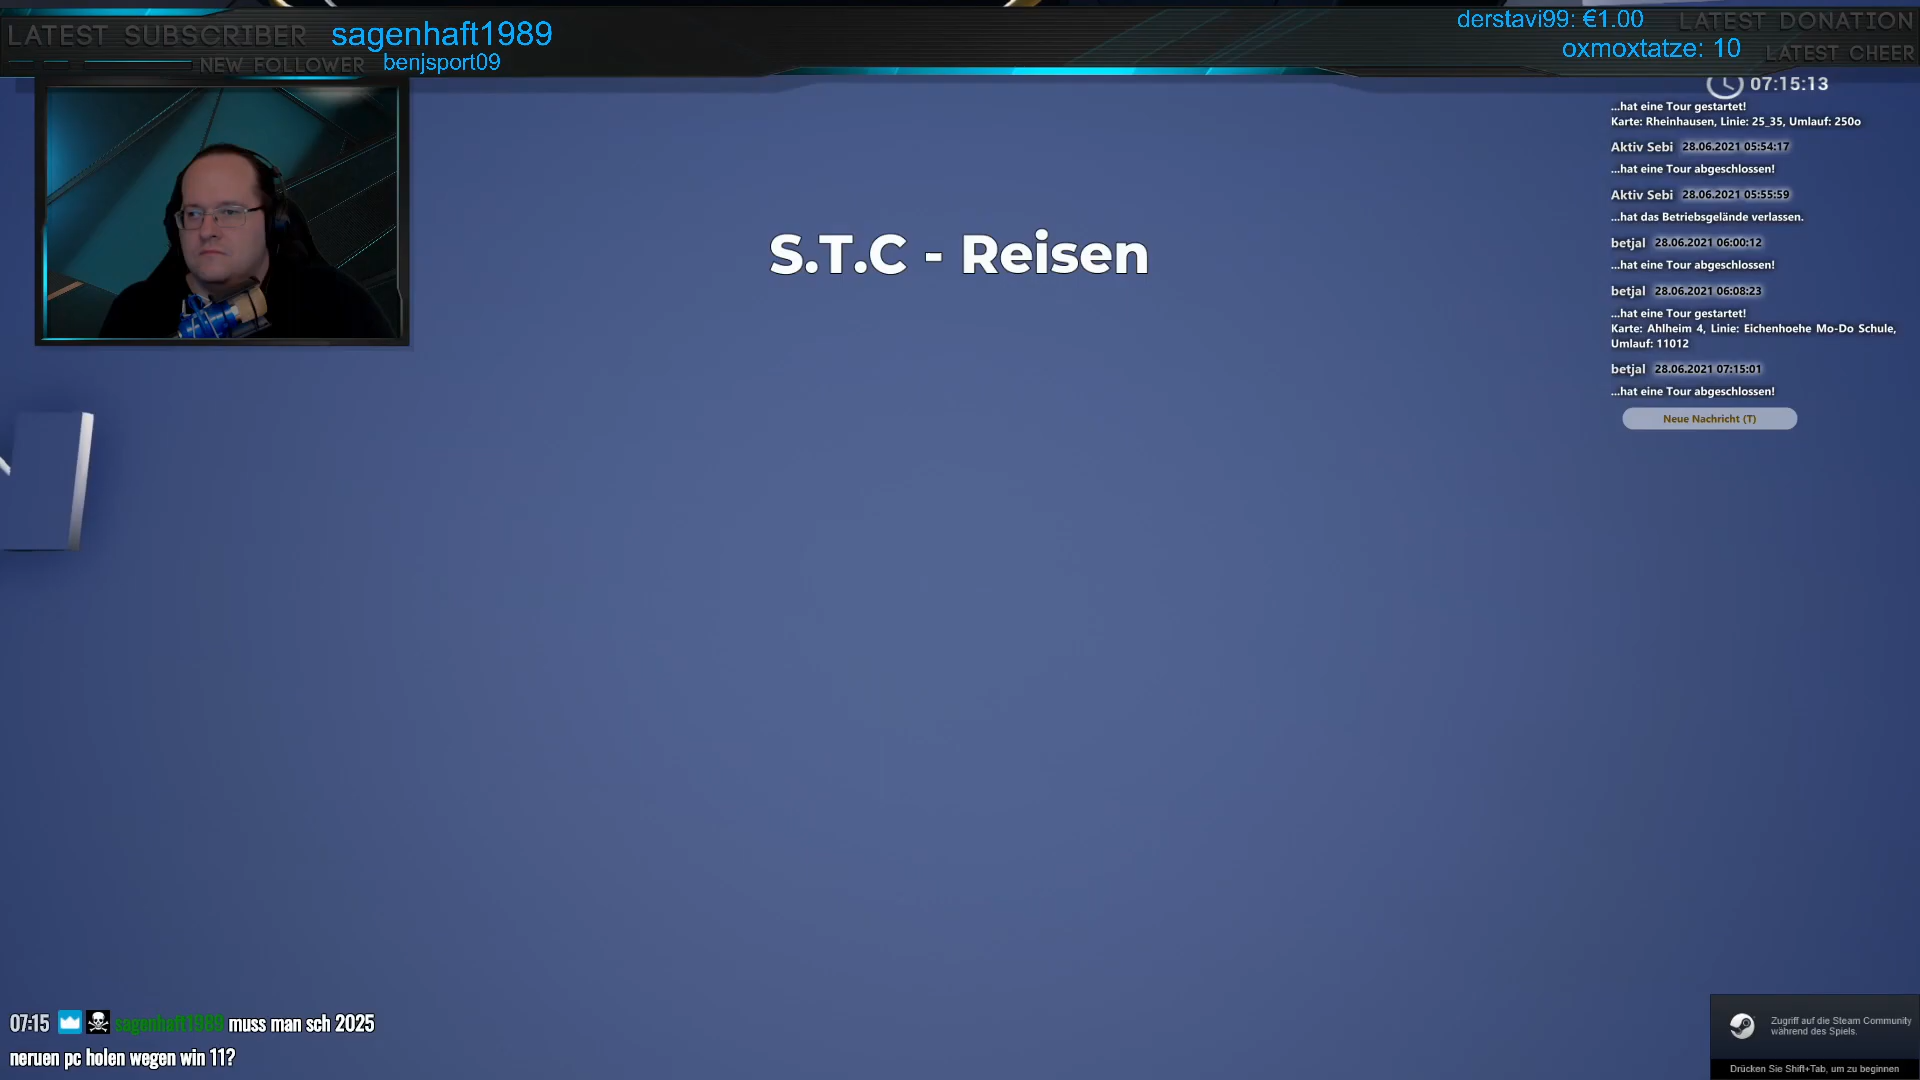 LATEST SUBSCRIBER sagenhaft1989
NEW FOLLOWER benjsport09
derstavi99: €1.00 LATEST DONATION
oxmoxtatze: 10 LATEST CHEER
07:15:13
...hat eine Tour gestartet!
Karte: Rheinhausen, Linie: 25_35, Umlauf: 250o
Aktiv Sebi 28.06.2021 05:54:17
...hat eine Tour abgeschlossen!
Aktiv Sebi 28.06.2021 05:55:59
...hat das Betriebsgelände verlassen.
betjal 28.06.2021 06:00:12
...hat eine Tour abgeschlossen!
betjal 28.06.2021 06:08:23
...hat eine Tour gestartet!
Karte: Ahlheim 4, Linie: Eichenhoehe Mo-Do Schule,
Umlauf: 11012
betjal 28.06.2021 07:15:01
...hat eine Tour abgeschlossen!
Neue Nachricht (T)
S.T.C - Reisen
07:15 sagenhaft1989 muss man sch 2025
neruen pc holen wegen win 11?
Zugriff auf die Steam Community
während des Spiels.
Drücken Sie Shift+Tab, um zu beginnen